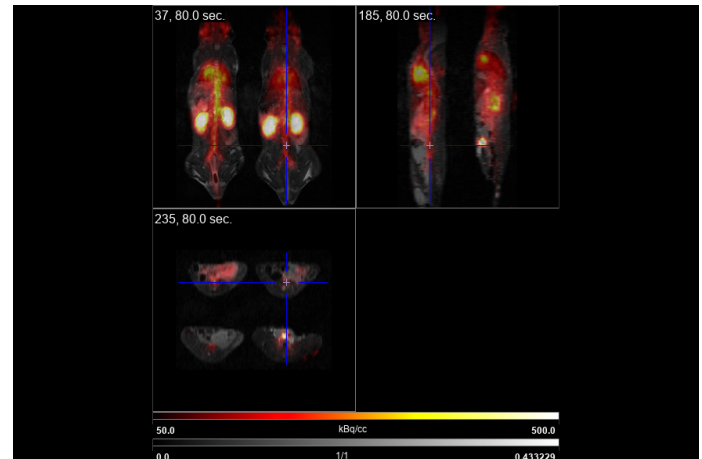 37, 80.0 sec.
185, 80.0 sec.
235, 80.0 sec.
50.0 kBq/cc 500.0
0.0 1/1 0.433229